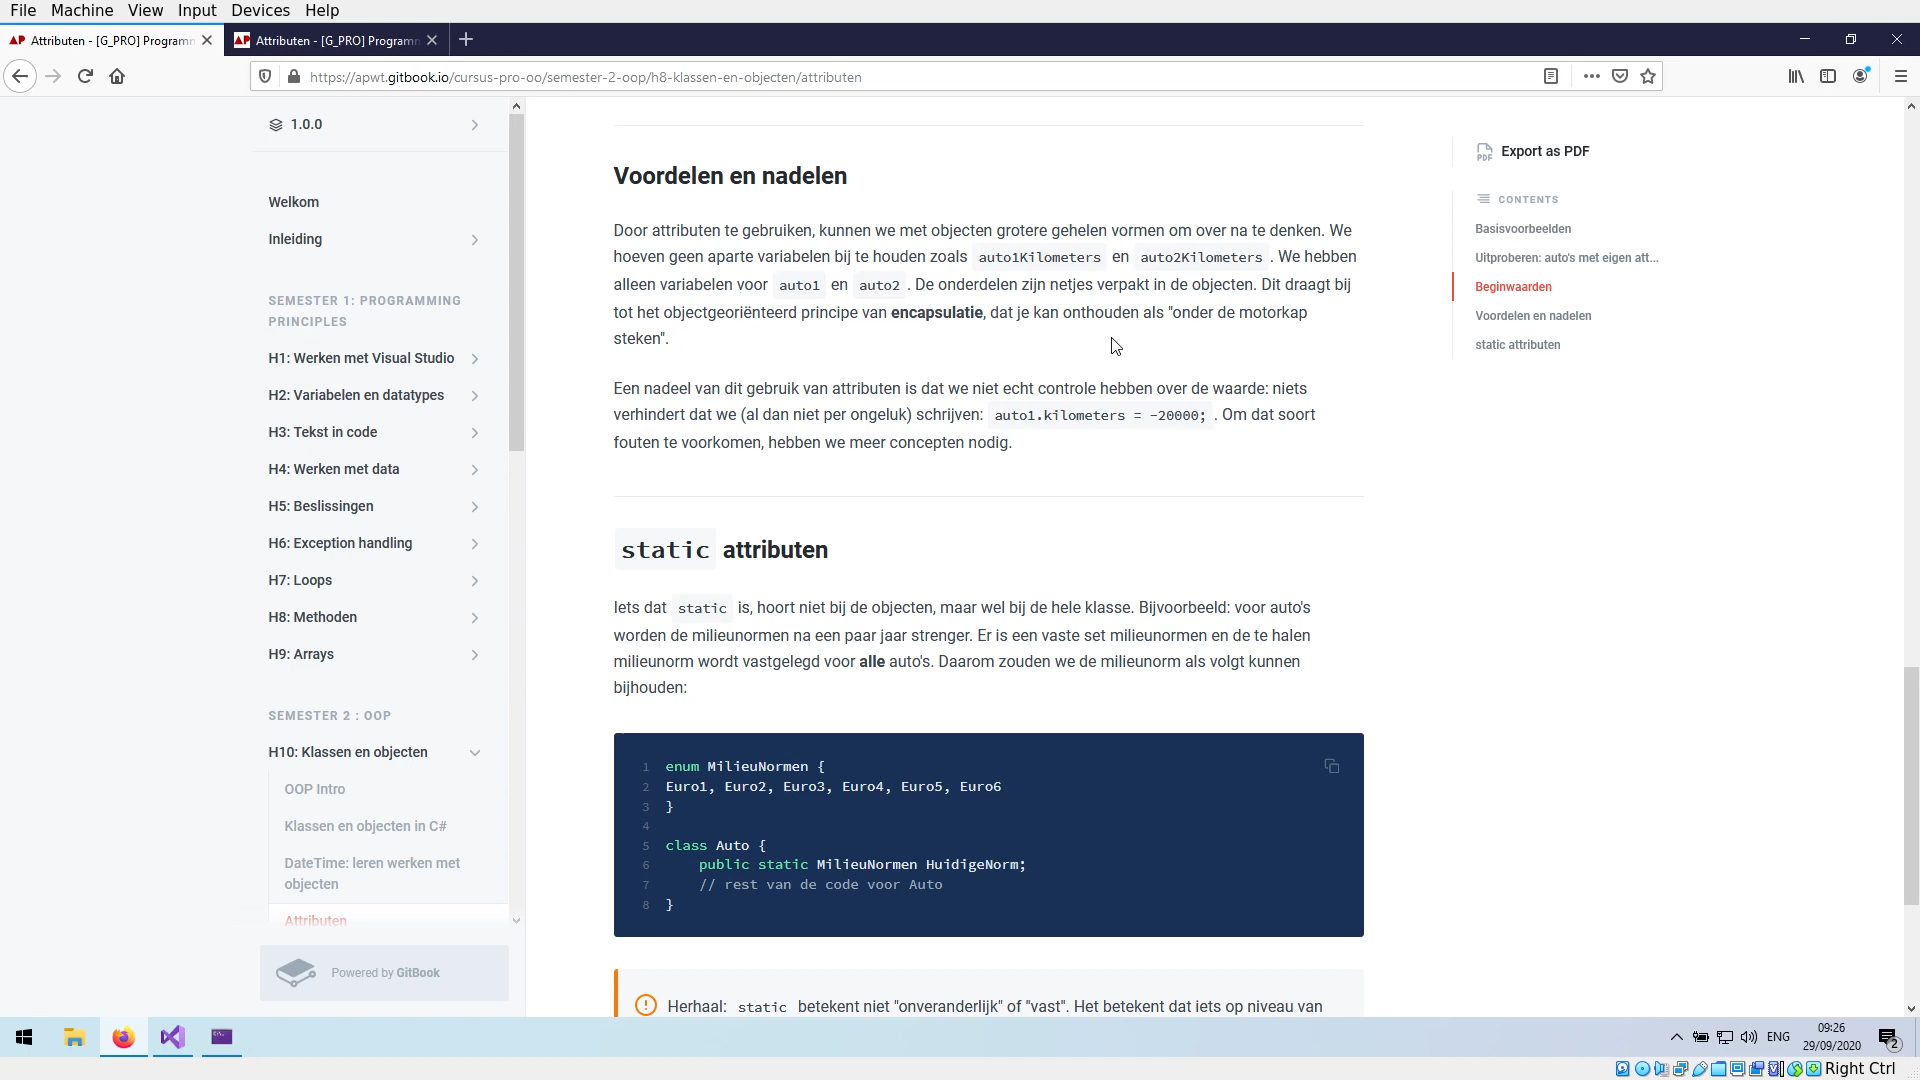 File Machine View Input Devices Help
Attributen - [G_PRO] Programm
Attributen - [G_PRO] Programm
https://apwt.gitbook.io/cursus-pro-oo/semester-2-oop/h8-klassen-en-objecten/attributen
1.0.0
Welkom
Inleiding
SEMESTER 1: PROGRAMMING
PRINCIPLES
H1: Werken met Visual Studio
H2: Variabelen en datatypes
H3: Tekst in code
H4: Werken met data
H5: Beslissingen
H6: Exception handling
H7: Loops
H8: Methoden
H9: Arrays
SEMESTER 2 : OOP
H10: Klassen en objecten
OOP Intro
Klassen en objecten in C#
DateTime: leren werken met
objecten
Attributen
Powered by GitBook
Voordelen en nadelen
Door attributen te gebruiken, kunnen we met objecten grotere gehelen vormen om over na te denken. We
hoeven geen aparte variabelen bij te houden zoals auto1Kilometers en auto2Kilometers . We hebben
alleen variabelen voor auto1 en auto2 . De onderdelen zijn netjes verpakt in de objecten. Dit draagt bij
tot het objectgeoriënteerd principe van encapsulatie, dat je kan onthouden als "onder de motorkap
steken".
Een nadeel van dit gebruik van attributen is dat we niet echt controle hebben over de waarde: niets
verhindert dat we (al dan niet per ongeluk) schrijven: auto1.kilometers = -20000; . Om dat soort
fouten te voorkomen, hebben we meer concepten nodig.
static attributen
Iets dat static is, hoort niet bij de objecten, maar wel bij de hele klasse. Bijvoorbeeld: voor auto's
worden de milieunormen na een paar jaar strenger. Er is een vaste set milieunormen en de te halen
milieunorm wordt vastgelegd voor alle auto's. Daarom zouden we de milieunorm als volgt kunnen
bijhouden:
1 enum MilieuNormen {
2 Euro1, Euro2, Euro3, Euro4, Euro5, Euro6
3 }
4
5 class Auto {
6 public static MilieuNormen HuidigeNorm;
7 // rest van de code voor Auto
8 }
Herhaal: static betekent niet "onveranderlijk" of "vast". Het betekent dat iets op niveau van
Export as PDF
CONTENTS
Basisvoorbeelden
Uitproberen: auto's met eigen att...
Beginwaarden
Voordelen en nadelen
static attributen
ENG
09:26
29/09/2020
2
Right Ctrl